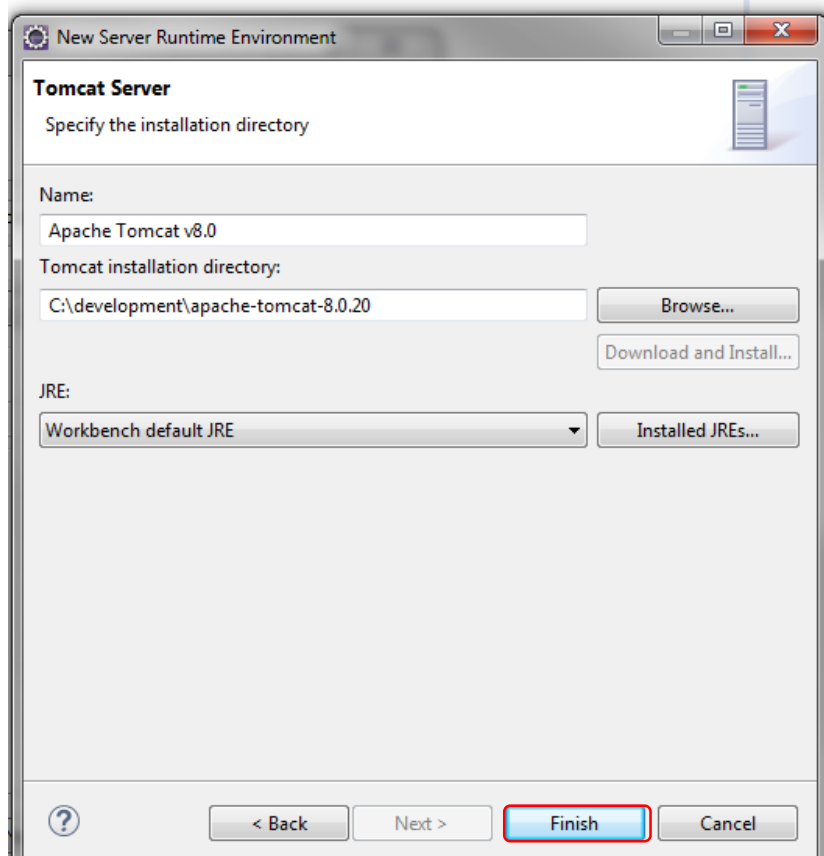 New Server Runtime Environment
Tomcat Server
Specify the installation directory
Name:
Apache Tomcat v8.0
Tomcat installation directory:
C:\development\apache-tomcat-8.0.20
Browse...
Download and Install...
JRE:
Workbench default JRE
Installed JREs...
< Back Next > Finish Cancel